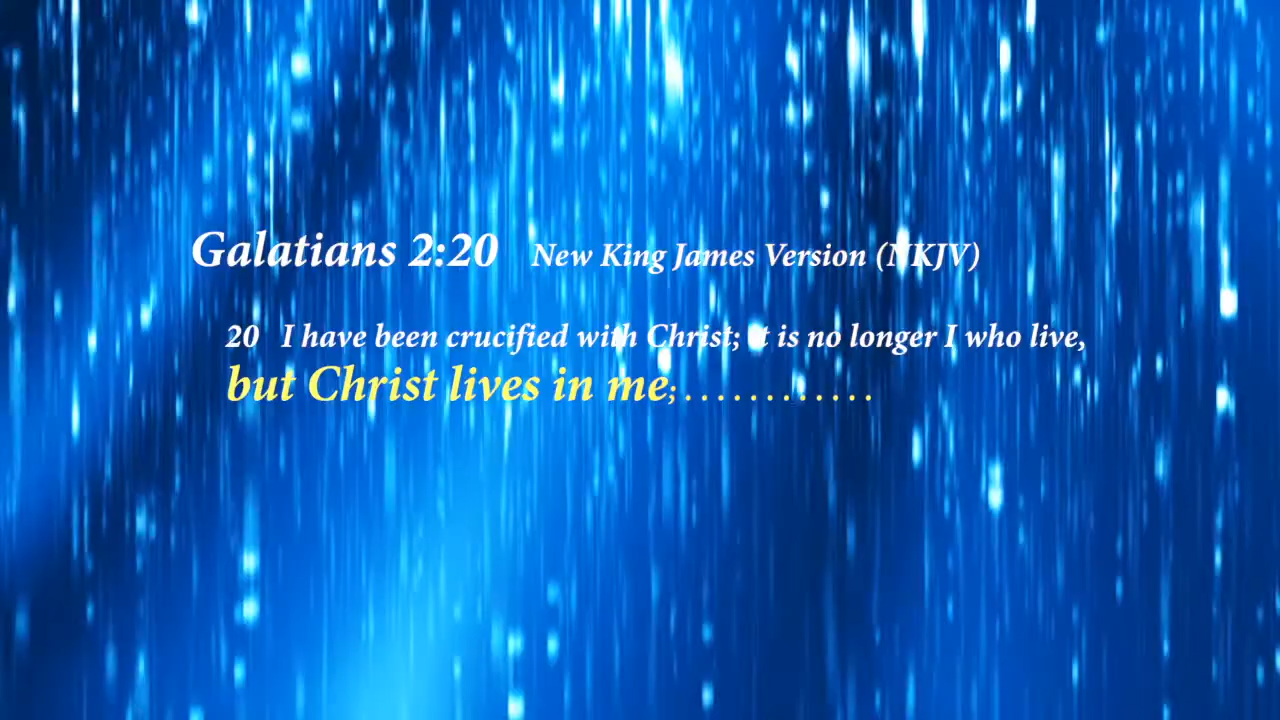 Galatians 2:20 New King James Version (NKJV)
20 I have been crucified with Christ; it is no longer I who live,
but Christ lives in me; . . . . . . . . . . . .